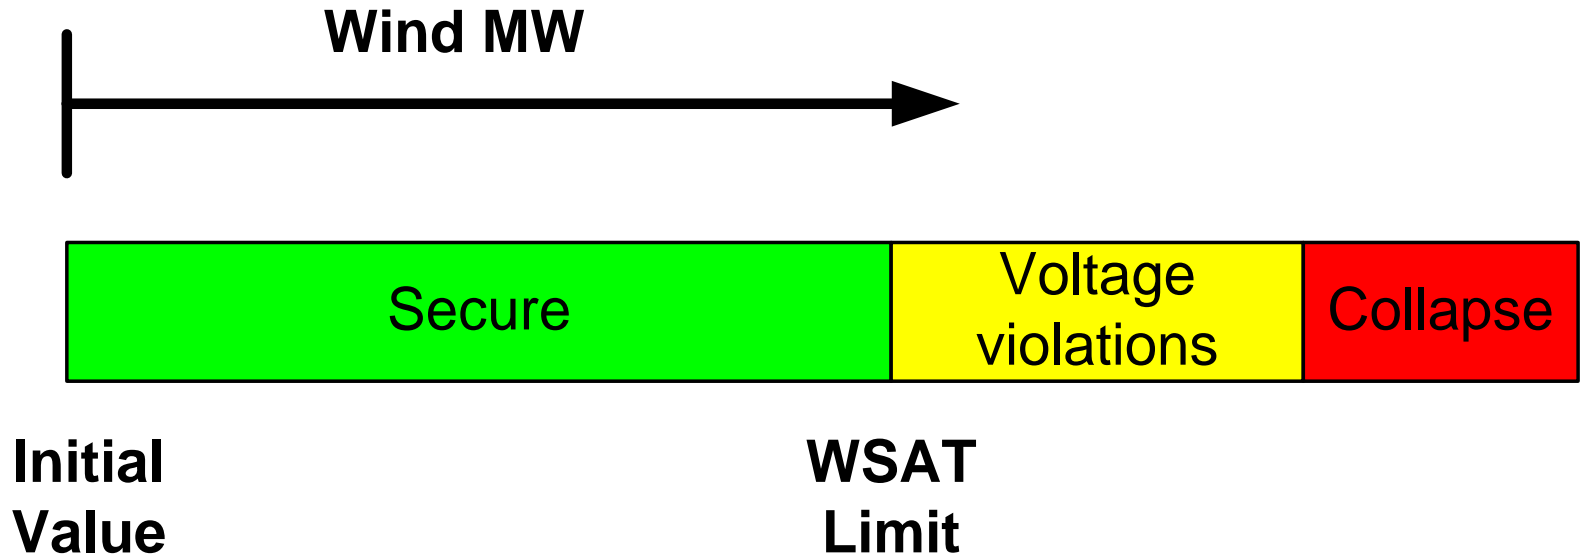 Wind MW
Secure
Voltage
violations
Collapse
Initial
Value
WSAT
Limit